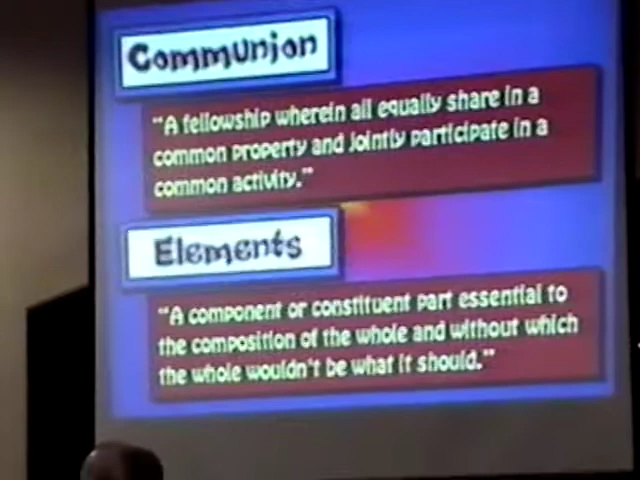 Communion
"A fellowship wherein all equally share in a
common property and jointly participate in a
common activity."
Elements
"A component or constituent part essential to
the composition of the whole and without which
the whole wouldn't be what it should."